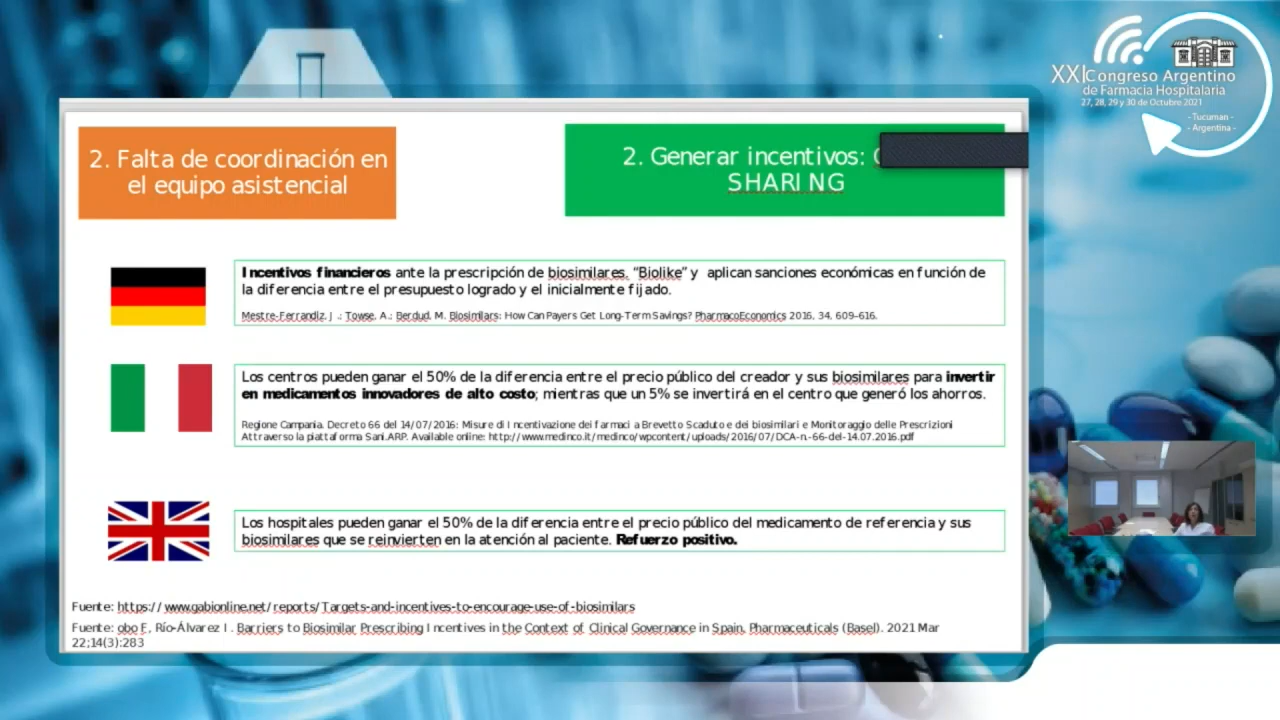 XXI Congreso Argentino
de Farmacia Hospitalaria
27, 28, 29 y 30 de Octubre 2021
- Tucuman -
- Argentina -
2. Falta de coordinación en
el equipo asistencial
2. Generar incentivos:
SHARING
Incentivos financieros ante la prescripción de biosimilares. “Biolike” y aplican sanciones económicas en función de
la diferencia entre el presupuesto logrado y el inicialmente fijado.
Mestre-Ferrandiz, J.; Towse, A.; Berdud, M. Biosimilars: How Can Payers Get Long-Term Savings? PharmacoEconomics 2016, 34, 609–616.
Los centros pueden ganar el 50% de la diferencia entre el precio público del creador y sus biosimilares para invertir
en medicamentos innovadores de alto costo; mientras que un 5% se invertirá en el centro que generó los ahorros.
Regione Campania. Decreto 66 del 14/07/2016: Misure di Incentivazione dei farmaci a Brevetto Scaduto e dei biosimilari e Monitoraggio delle Prescrizioni
Attraverso la piattaforma Sani.ARP. Available online: http://www.medinco.it/medinco/wpcontent/uploads/2016/07/DCA-n.-66-del-14.07.2016.pdf
Los hospitales pueden ganar el 50% de la diferencia entre el precio público del medicamento de referencia y sus
biosimilares que se reinvierten en la atención al paciente. Refuerzo positivo.
Fuente: https://www.gabionline.net/reports/Targets-and-incentives-to-encourage-use-of-biosimilars
Fuente: obo F, Río-Álvarez I. Barriers to Biosimilar Prescribing Incentives in the Context of Clinical Governance in Spain. Pharmaceuticals (Basel). 2021 Mar
22;14(3):283